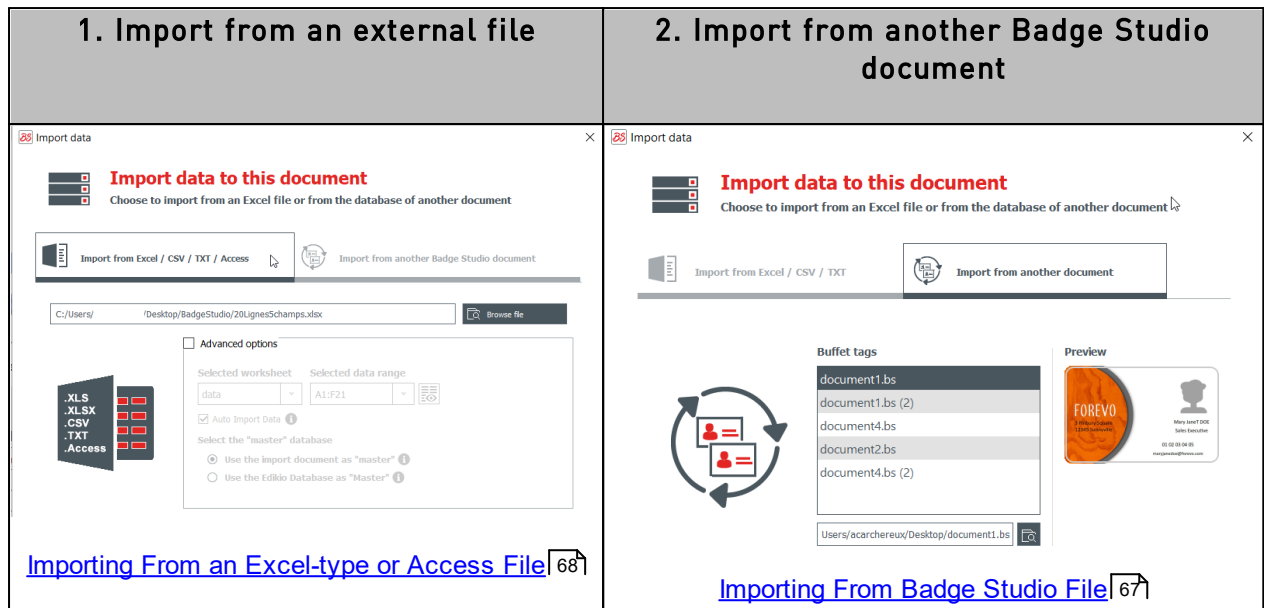 1. Import from an external file
2. Import from another Badge Studio
document
BS Import data
Import data to this document
Choose to import from an Excel file or from the database of another document
Import from Excel / CSV / TXT / Access
Import from another Badge Studio document
C:/Users/ /Desktop/BadgeStudio/20Lignes5champs.xlsx
Browse file
Advanced options
Selected worksheet Selected data range
data A1:F21
Auto Import Data
Select the "master" database
Use the import document as "master"
Use the Edikio Database as "Master"
.XLS
.XLSX
.CSV
.TXT
.Access
Importing From an Excel-type or Access File 68
BS Import data
Import data to this document
Choose to import from an Excel file or from the database of another document
Import from Excel / CSV / TXT
Import from another document
Buffet tags
document1.bs
document1.bs (2)
document4.bs
document2.bs
document4.bs (2)
Users/acarchereux/Desktop/document1.bs
Preview
FOREVO
Mary JaneT DOE
Sales Executive
01 02 03 04 05
maryjanedoe@forevo.com
Importing From Badge Studio File 67